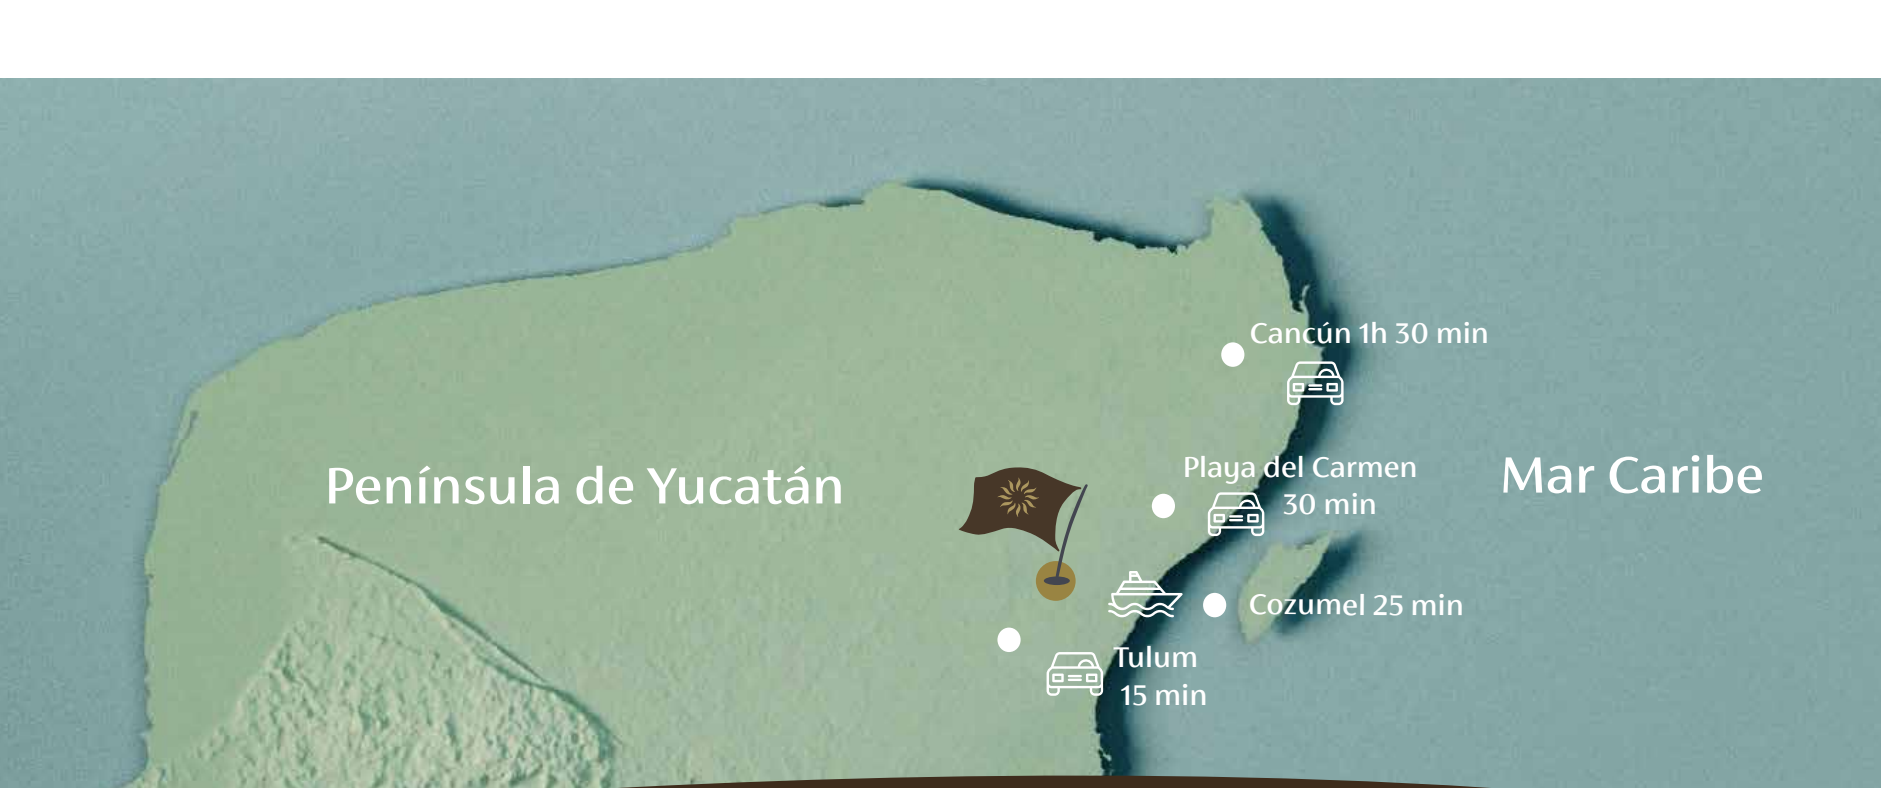 Cancún 1h 30 min
Península de Yucatán
Playa del Carmen
30 min
Mar Caribe
Cozumel 25 min
Tulum
15 min